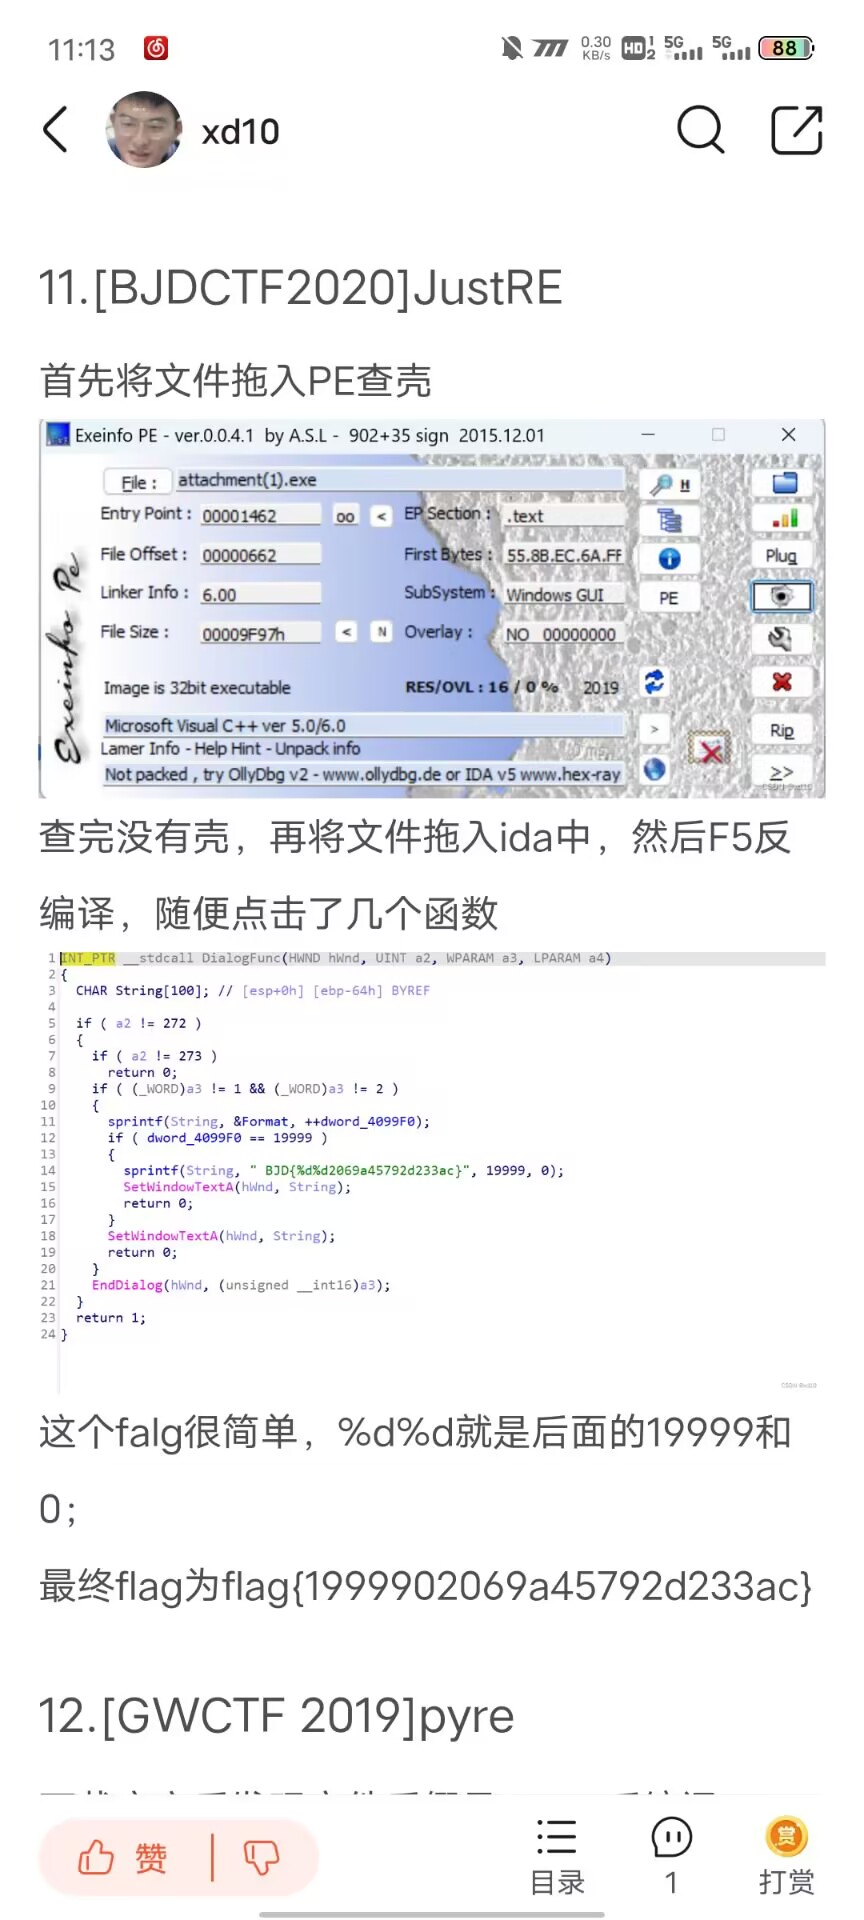 11:13
0.30
KB/s
HD 1 2
5G
5G
88
xd10
11.[BJDCTF2020]JustRE
首先将文件拖入PE查壳
Exeinfo PE - ver.0.0.4.1 by A.S.L - 902+35 sign 2015.12.01
File :
attachment(1).exe
H
Entry Point :
00001462
oo
<
EP Section :
.text
File Offset :
00000662
First Bytes :
55.8B.EC.6A.FF
Plug
Linker Info :
6.00
SubSystem :
Windows GUI
PE
File Size :
00009F97h
<
N
Overlay :
NO 00000000
Image is 32bit executable
RES/OVL : 16 / 0 %
2019
Microsoft Visual C++ ver 5.0/6.0
>
Rip
Lamer Info - Help Hint - Unpack info
Not packed , try OllyDbg v2 - www.ollydbg.de or IDA v5 www.hex-ray
>>
Exeinfo Pe
查完没有壳，再将文件拖入ida中，然后F5反
编译，随便点击了几个函数
1 INT_PTR __stdcall DialogFunc(HWND hWnd, UINT a2, WPARAM a3, LPARAM a4)
2 {
3 CHAR String[100]; // [esp+0h] [ebp-64h] BYREF
4
5 if ( a2 != 272 )
6 {
7 if ( a2 != 273 )
8 return 0;
9 if ( (_WORD)a3 != 1 && (_WORD)a3 != 2 )
10 {
11 sprintf(String, &Format, ++dword_4099F0);
12 if ( dword_4099F0 == 19999 )
13 {
14 sprintf(String, " BJD{%d%d2069a45792d233ac}", 19999, 0);
15 SetWindowTextA(hWnd, String);
16 return 0;
17 }
18 SetWindowTextA(hWnd, String);
19 return 0;
20 }
21 EndDialog(hWnd, (unsigned __int16)a3);
22 }
23 return 1;
24 }
CSDN @xd10
这个falg很简单，%d%d就是后面的19999和
0；
最终flag为flag{1999902069a45792d233ac}
12.[GWCTF 2019]pyre
赞
目录
1
赏
打赏